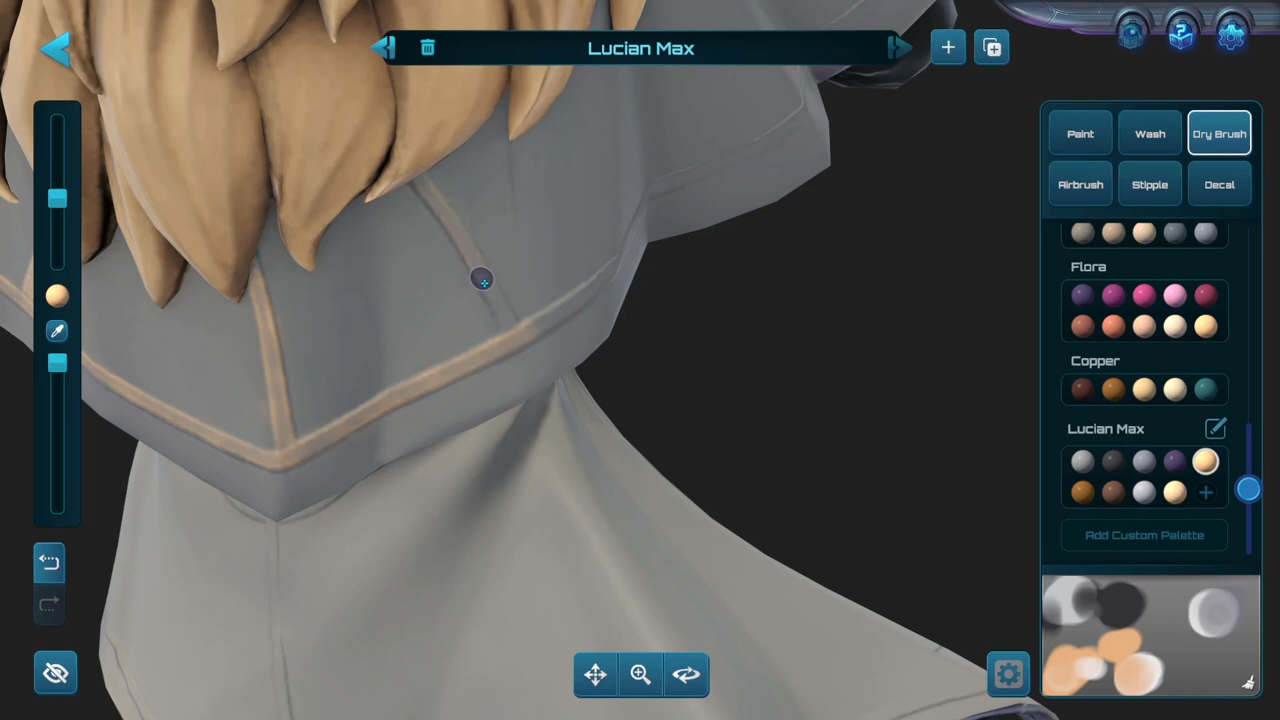 Lucian Max
Paint
Wash
Dry Brush
Airbrush
Stipple
Decal
Flora
Copper
Lucian Max
Add Custom Palette